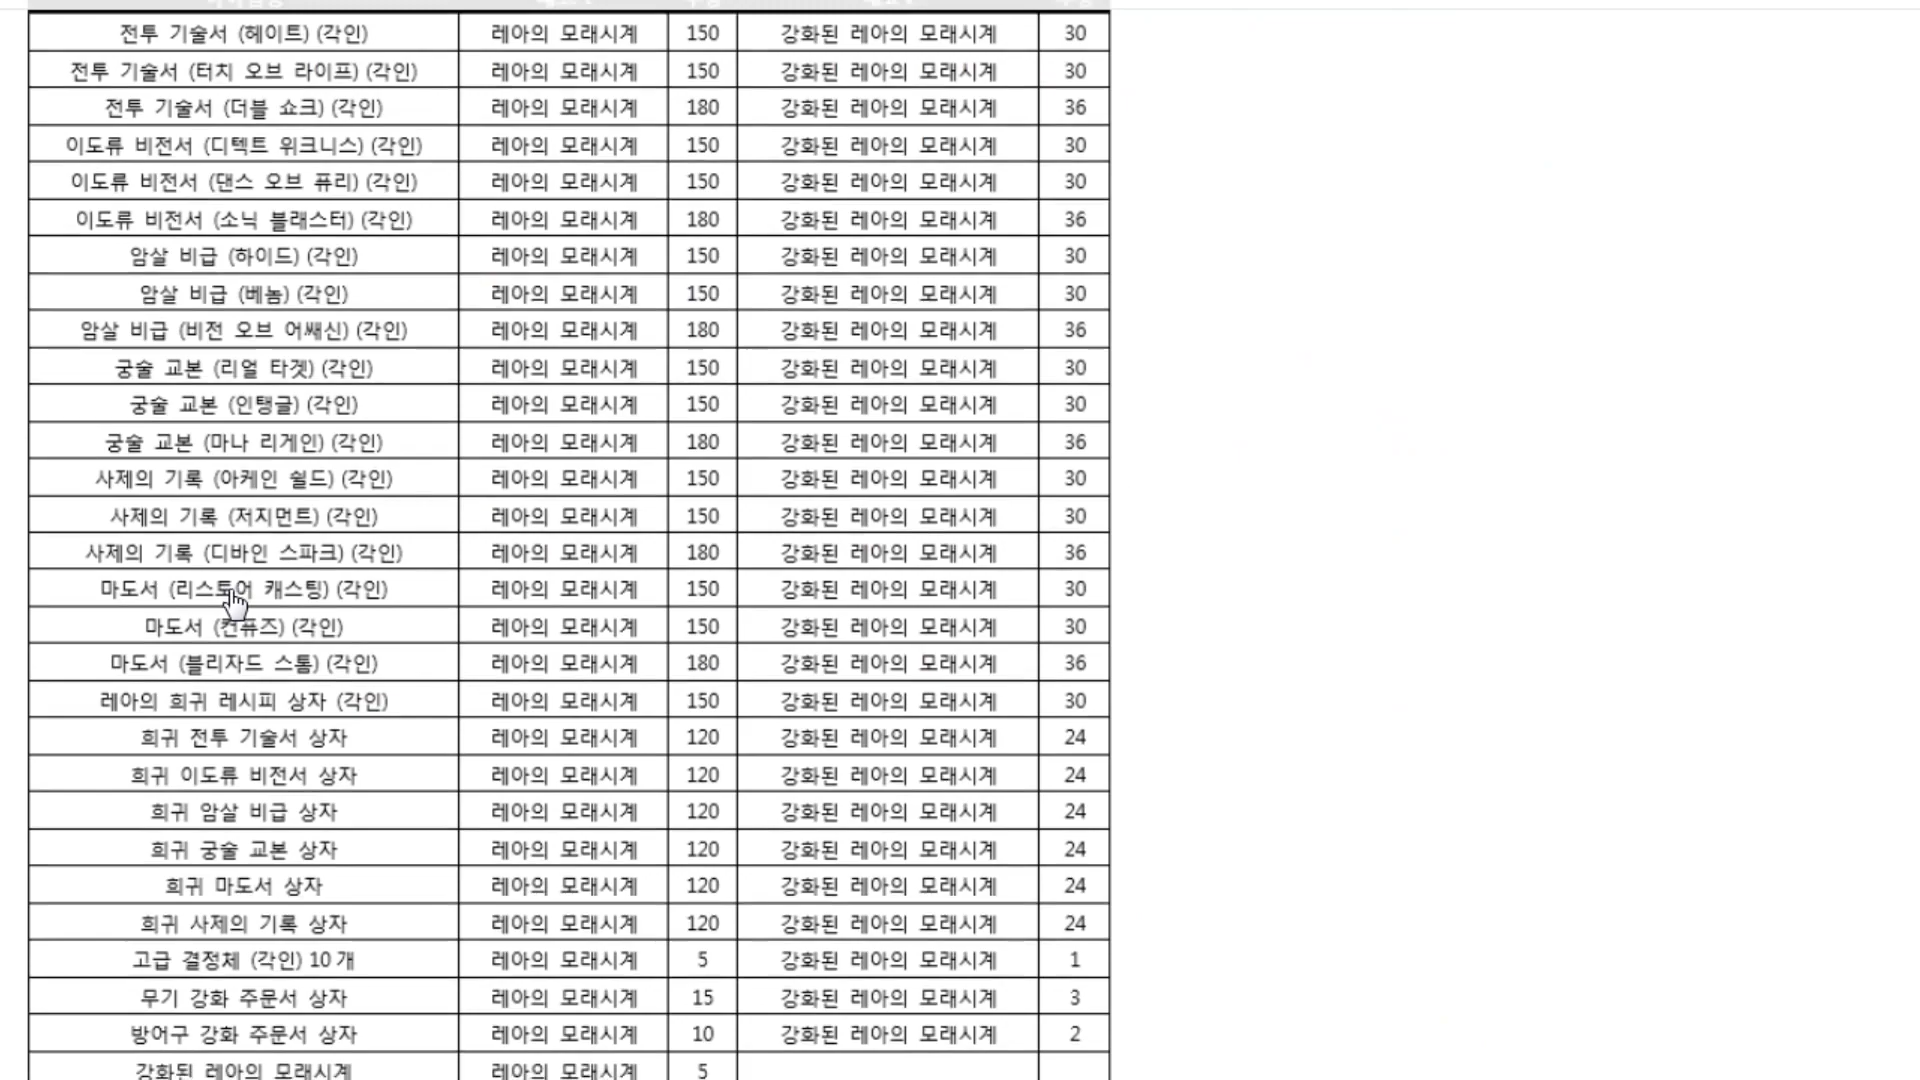 전투 기술서 (헤이트) (각인) 레아의 모래시계 150 강화된 레아의 모래시계 30
전투 기술서 (터치 오브 라이프) (각인) 레아의 모래시계 150 강화된 레아의 모래시계 30
전투 기술서 (더블 쇼크) (각인) 레아의 모래시계 180 강화된 레아의 모래시계 36
이도류 비전서 (디텍트 위크니스) (각인) 레아의 모래시계 150 강화된 레아의 모래시계 30
이도류 비전서 (댄스 오브 퓨리) (각인) 레아의 모래시계 150 강화된 레아의 모래시계 30
이도류 비전서 (소닉 블래스터) (각인) 레아의 모래시계 180 강화된 레아의 모래시계 36
암살 비급 (하이드) (각인) 레아의 모래시계 150 강화된 레아의 모래시계 30
암살 비급 (베놈) (각인) 레아의 모래시계 150 강화된 레아의 모래시계 30
암살 비급 (비전 오브 어쌔신) (각인) 레아의 모래시계 180 강화된 레아의 모래시계 36
궁술 교본 (리얼 타겟) (각인) 레아의 모래시계 150 강화된 레아의 모래시계 30
궁술 교본 (인탱글) (각인) 레아의 모래시계 150 강화된 레아의 모래시계 30
궁술 교본 (마나 리게인) (각인) 레아의 모래시계 180 강화된 레아의 모래시계 36
사제의 기록 (아케인 쉴드) (각인) 레아의 모래시계 150 강화된 레아의 모래시계 30
사제의 기록 (저지먼트) (각인) 레아의 모래시계 150 강화된 레아의 모래시계 30
사제의 기록 (디바인 스파크) (각인) 레아의 모래시계 180 강화된 레아의 모래시계 36
마도서 (리스토어 캐스팅) (각인) 레아의 모래시계 150 강화된 레아의 모래시계 30
마도서 (컨퓨즈) (각인) 레아의 모래시계 150 강화된 레아의 모래시계 30
마도서 (블리자드 스톰) (각인) 레아의 모래시계 180 강화된 레아의 모래시계 36
레아의 희귀 레시피 상자 (각인) 레아의 모래시계 150 강화된 레아의 모래시계 30
희귀 전투 기술서 상자 레아의 모래시계 120 강화된 레아의 모래시계 24
희귀 이도류 비전서 상자 레아의 모래시계 120 강화된 레아의 모래시계 24
희귀 암살 비급 상자 레아의 모래시계 120 강화된 레아의 모래시계 24
희귀 궁술 교본 상자 레아의 모래시계 120 강화된 레아의 모래시계 24
희귀 마도서 상자 레아의 모래시계 120 강화된 레아의 모래시계 24
희귀 사제의 기록 상자 레아의 모래시계 120 강화된 레아의 모래시계 24
고급 결정체 (각인) 10개 레아의 모래시계 5 강화된 레아의 모래시계 1
무기 강화 주문서 상자 레아의 모래시계 15 강화된 레아의 모래시계 3
방어구 강화 주문서 상자 레아의 모래시계 10 강화된 레아의 모래시계 2
강화된 레아의 모래시계 레아의 모래시계 5